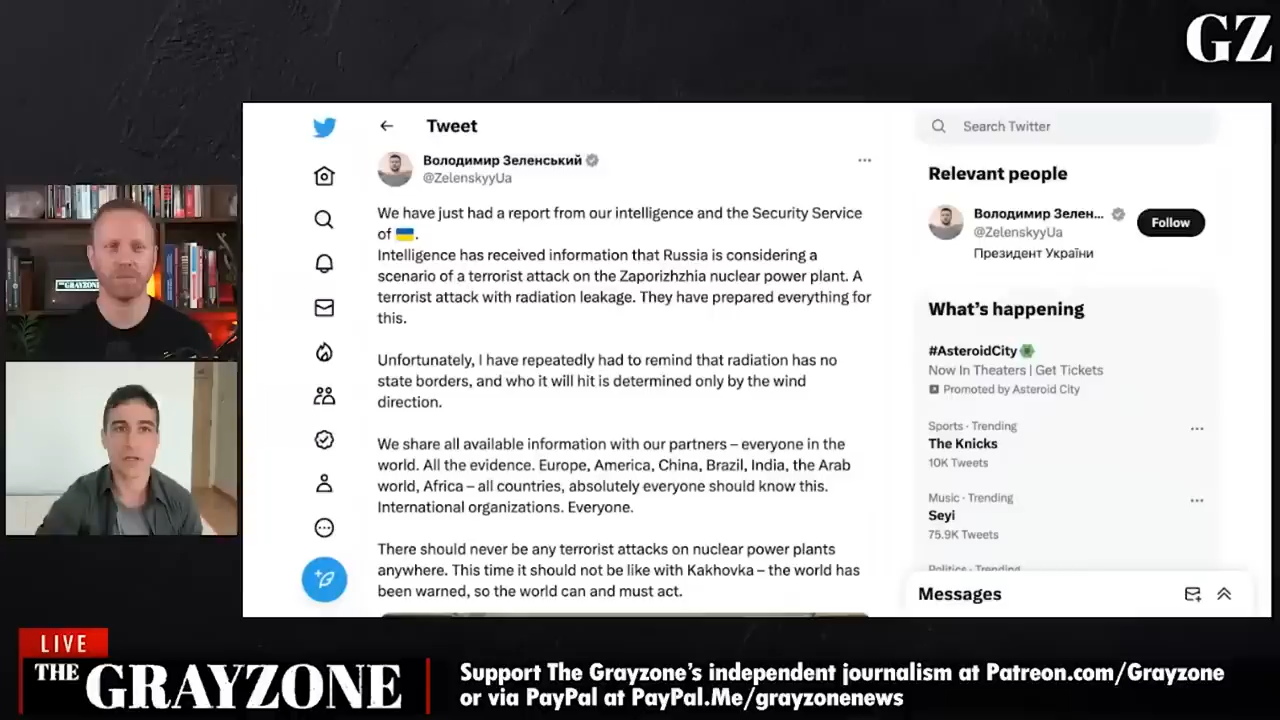 GZ
THE GRAYZONE
Tweet
Володимир Зеленський
@ZelenskyyUa
We have just had a report from our intelligence and the Security Service
of 🇺🇦.
Intelligence has received information that Russia is considering a
scenario of a terrorist attack on the Zaporizhzhia nuclear power plant. A
terrorist attack with radiation leakage. They have prepared everything for
this.
Unfortunately, I have repeatedly had to remind that radiation has no
state borders, and who it will hit is determined only by the wind
direction.
We share all available information with our partners – everyone in the
world. All the evidence. Europe, America, China, Brazil, India, the Arab
world, Africa – all countries, absolutely everyone should know this.
International organizations. Everyone.
There should never be any terrorist attacks on nuclear power plants
anywhere. This time it should not be like with Kakhovka – the world has
been warned, so the world can and must act.
Search Twitter
Relevant people
Володимир Зелен...
@ZelenskyyUa
Follow
Президент України
What's happening
#AsteroidCity
Now In Theaters | Get Tickets
Promoted by Asteroid City
Sports · Trending
The Knicks
10K Tweets
Music · Trending
Seyi
75.9K Tweets
Politics · Trending
Messages
LIVE
THE GRAYZONE
Support The Grayzone's independent journalism at Patreon.com/Grayzone
or via PayPal at PayPal.Me/grayzonenews